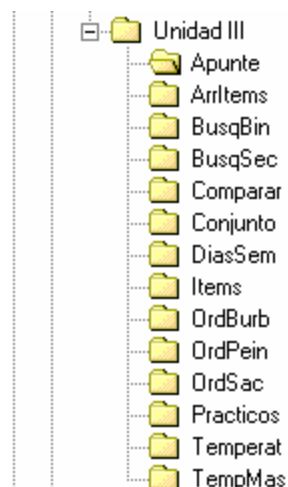 Unidad III
Apunte
ArrItems
BusqBin
BusqSec
Comparar
Conjunto
DiasSem
Items
OrdBurb
OrdPein
OrdSac
Practicos
Temperat
TempMas